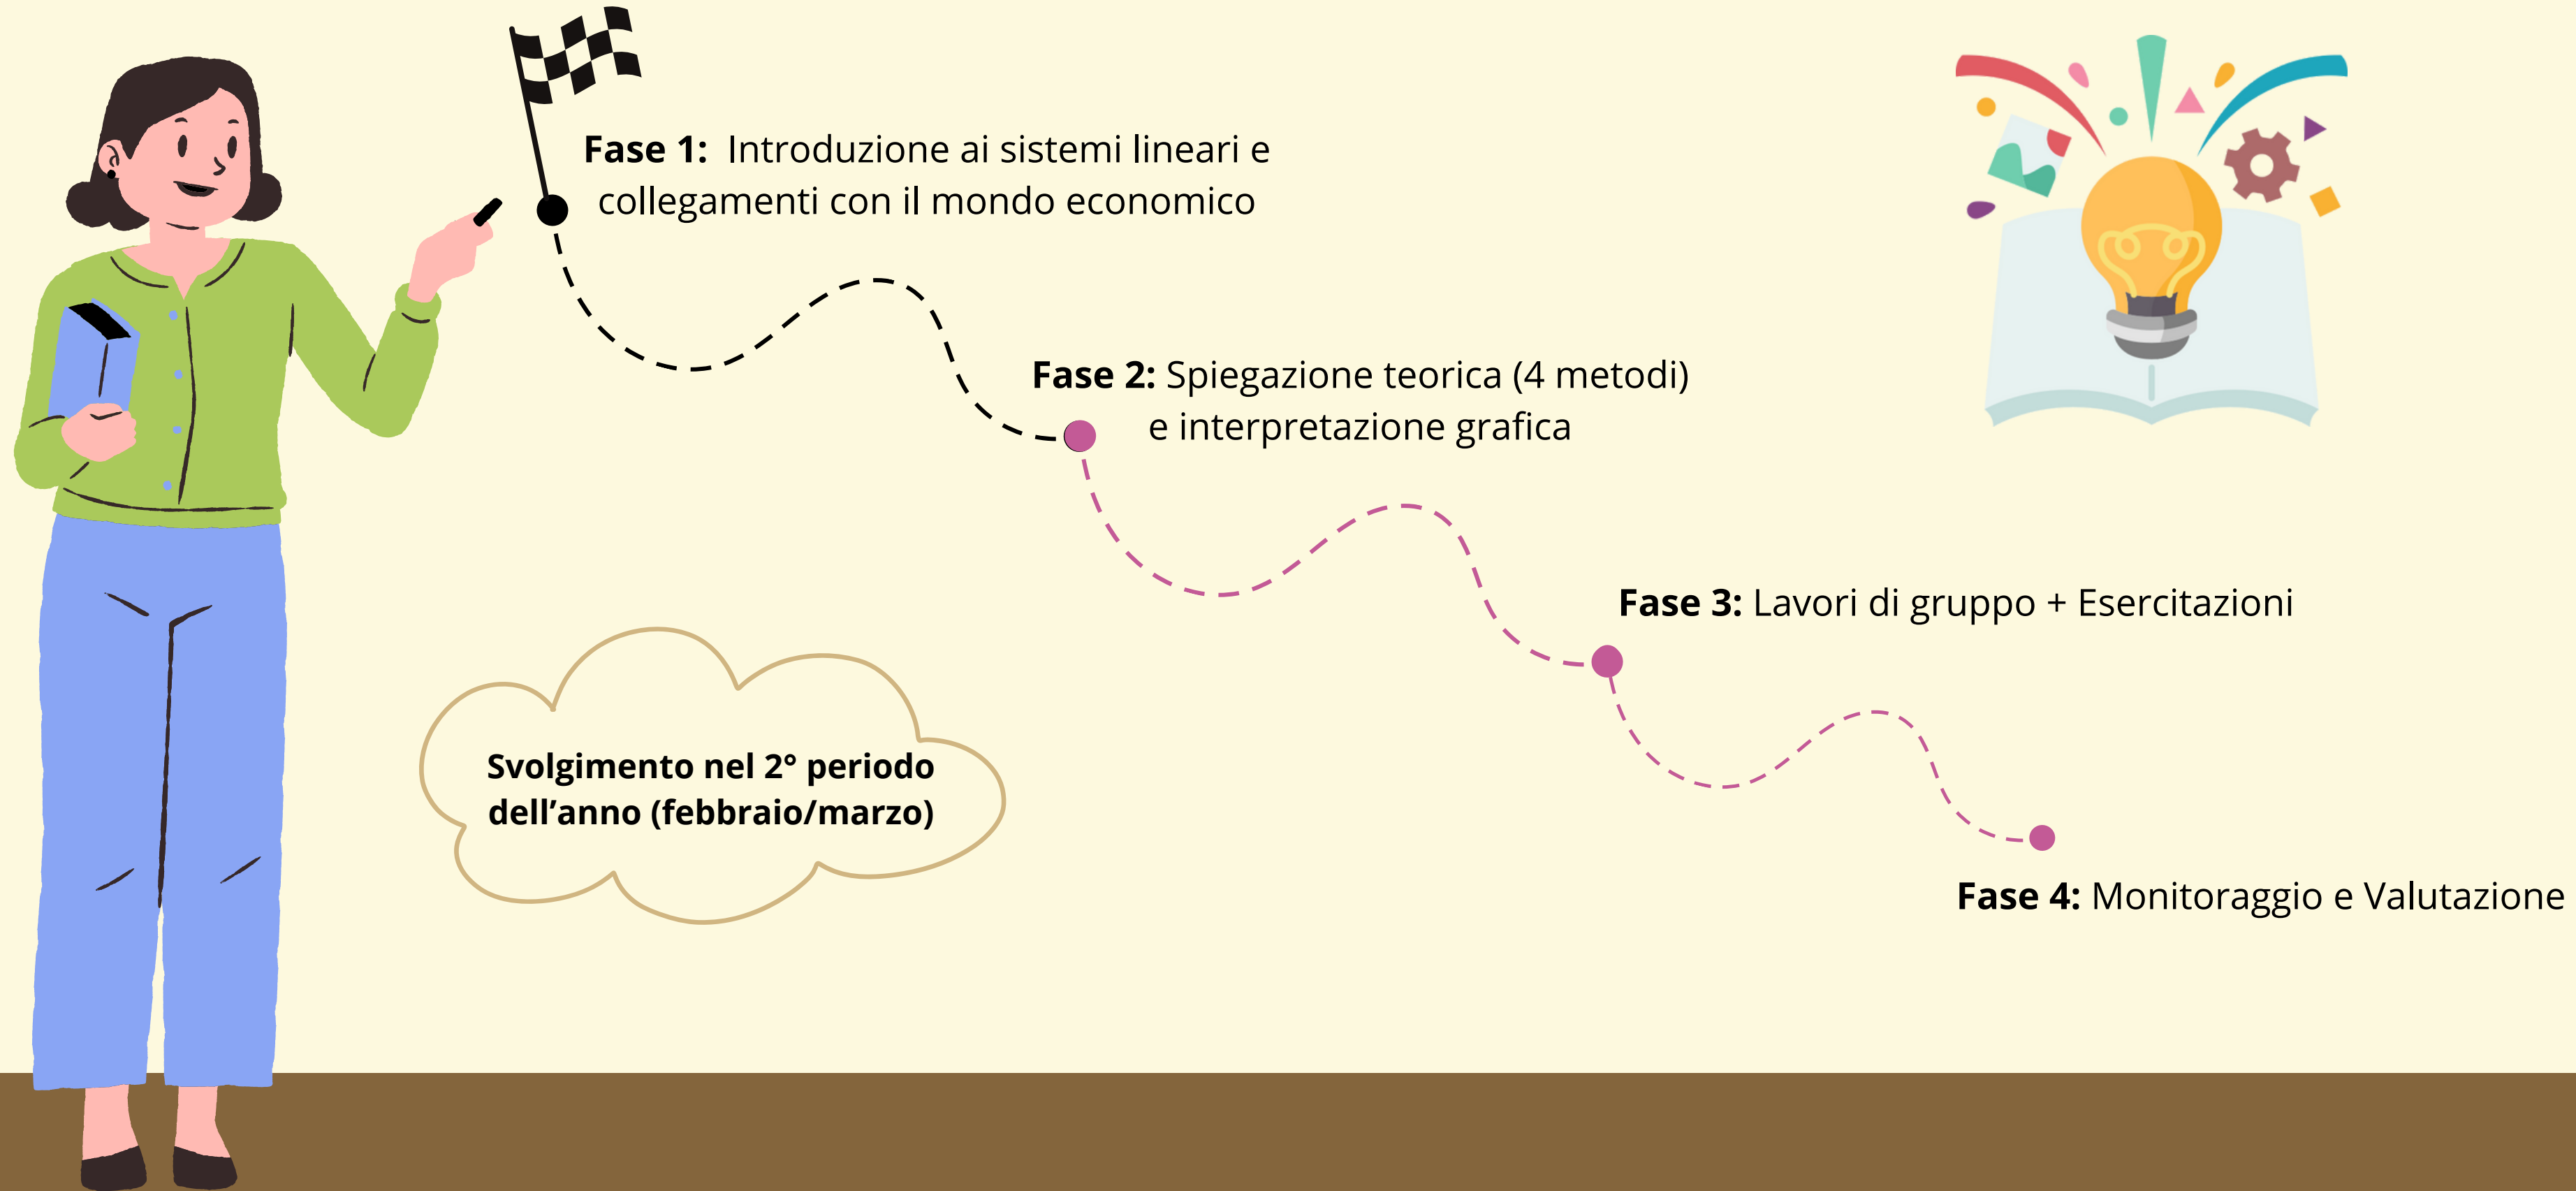 Fase 1: Introduzione ai sistemi lineari e
collegamenti con il mondo economico
Fase 2: Spiegazione teorica (4 metodi)
e interpretazione grafica
Fase 3: Lavori di gruppo + Esercitazioni
Svolgimento nel 2° periodo
dell’anno (febbraio/marzo)
Fase 4: Monitoraggio e Valutazione